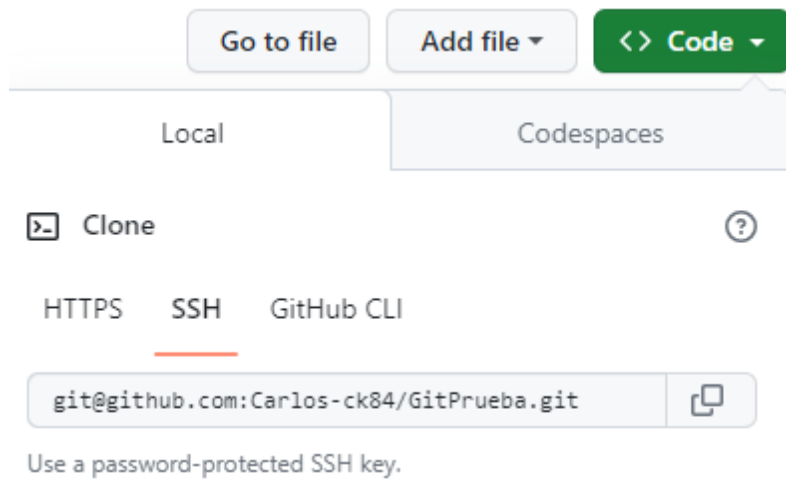 Go to file Add file <> Code
Local Codespaces
Clone
HTTPS SSH GitHub CLI
git@github.com:Carlos-ck84/GitPrueba.git
Use a password-protected SSH key.